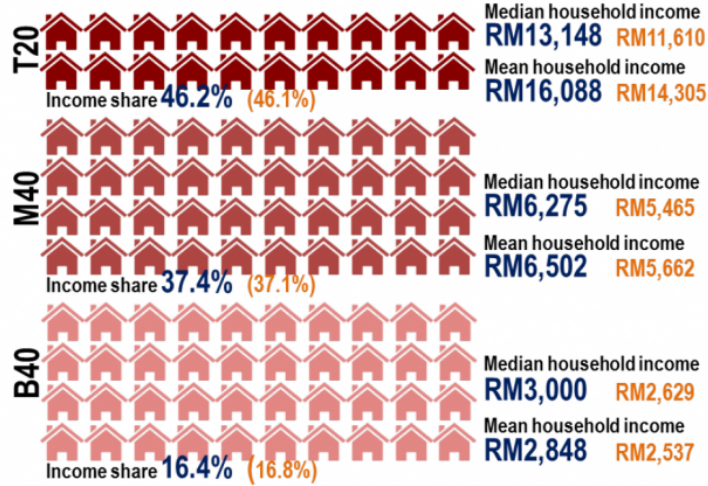 T20
Median household income
RM13,148 RM11,610
Mean household income
RM16,088 RM14,305
Income share 46.2% (46.1%)
M40
Median household income
RM6,275 RM5,465
Mean household income
RM6,502 RM5,662
Income share 37.4% (37.1%)
B40
Median household income
RM3,000 RM2,629
Mean household income
RM2,848 RM2,537
Income share 16.4% (16.8%)